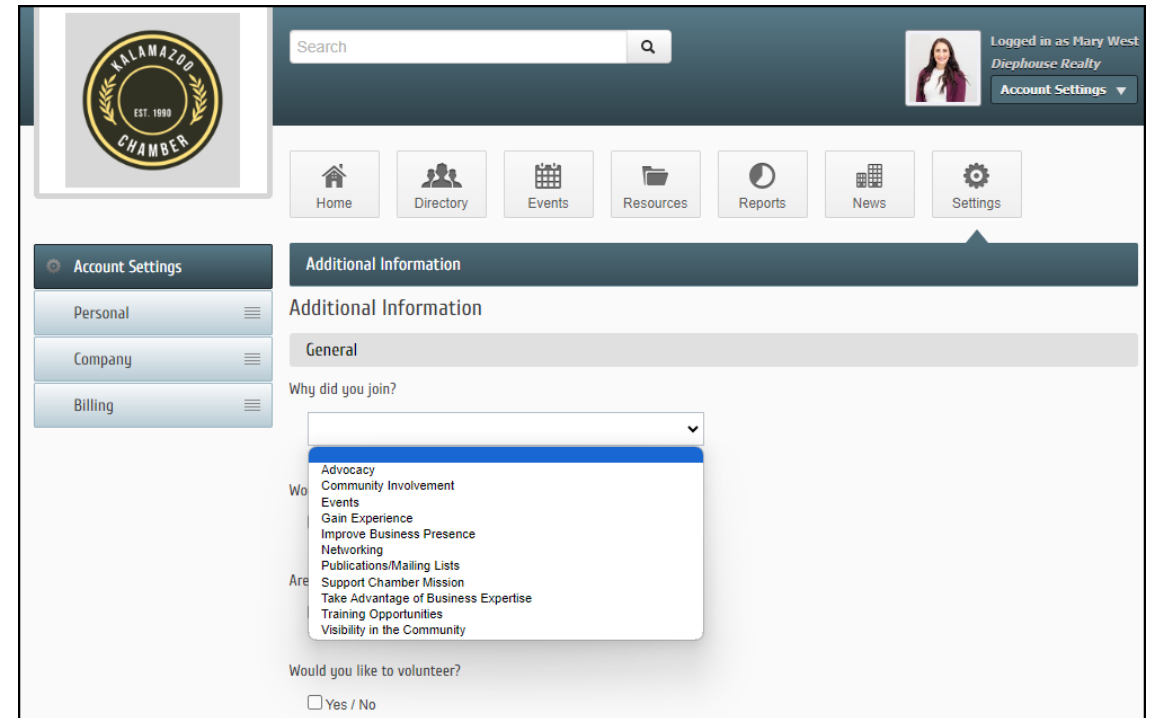 KALAMAZOO
EST. 1990
CHAMBER
Search
Logged in as Mary West
Diephouse Realty
Account Settings
Home
Directory
Events
Resources
Reports
News
Settings
Account Settings
Personal
Company
Billing
Additional Information
Additional Information
General
Why did you join?
Advocacy
Community Involvement
Events
Gain Experience
Improve Business Presence
Networking
Publications/Mailing Lists
Support Chamber Mission
Take Advantage of Business Expertise
Training Opportunities
Visibility in the Community
Wo
Are
Would you like to volunteer?
Yes / No